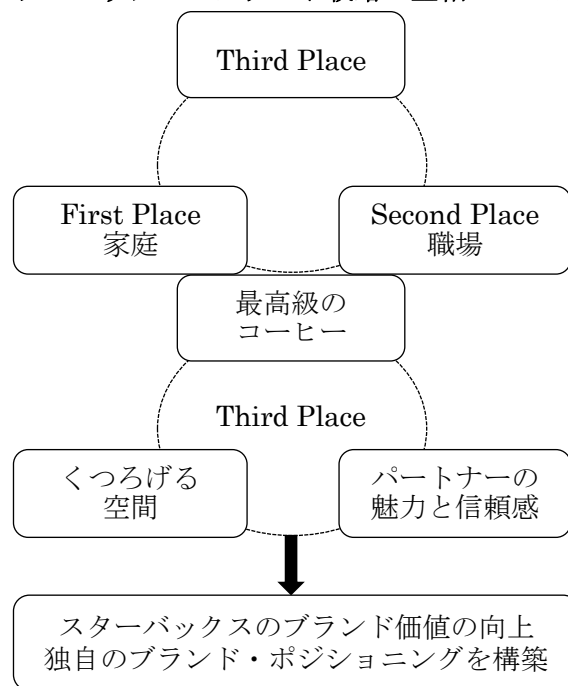 Third Place
First Place
家庭
Second Place
職場
最高級の
コーヒー
Third Place
くつろげる
空間
パートナーの
魅力と信頼感
スターバックスのブランド価値の向上
独自のブランド・ポジショニングを構築